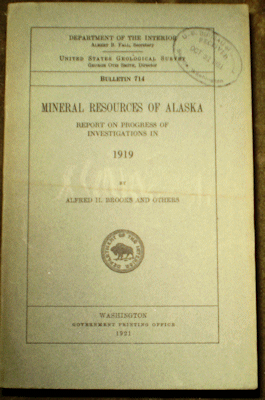 DEPARTMENT OF THE INTERIOR
ALBERT B. FALL, Secretary
UNITED STATES GEOLOGICAL SURVEY
GEORGE OTIS SMITH, Director
BULLETIN 714
MINERAL RESOURCES OF ALASKA
REPORT ON PROGRESS OF
INVESTIGATIONS IN
1919
BY
ALFRED H. BROOKS AND OTHERS
WASHINGTON
GOVERNMENT PRINTING OFFICE
1921